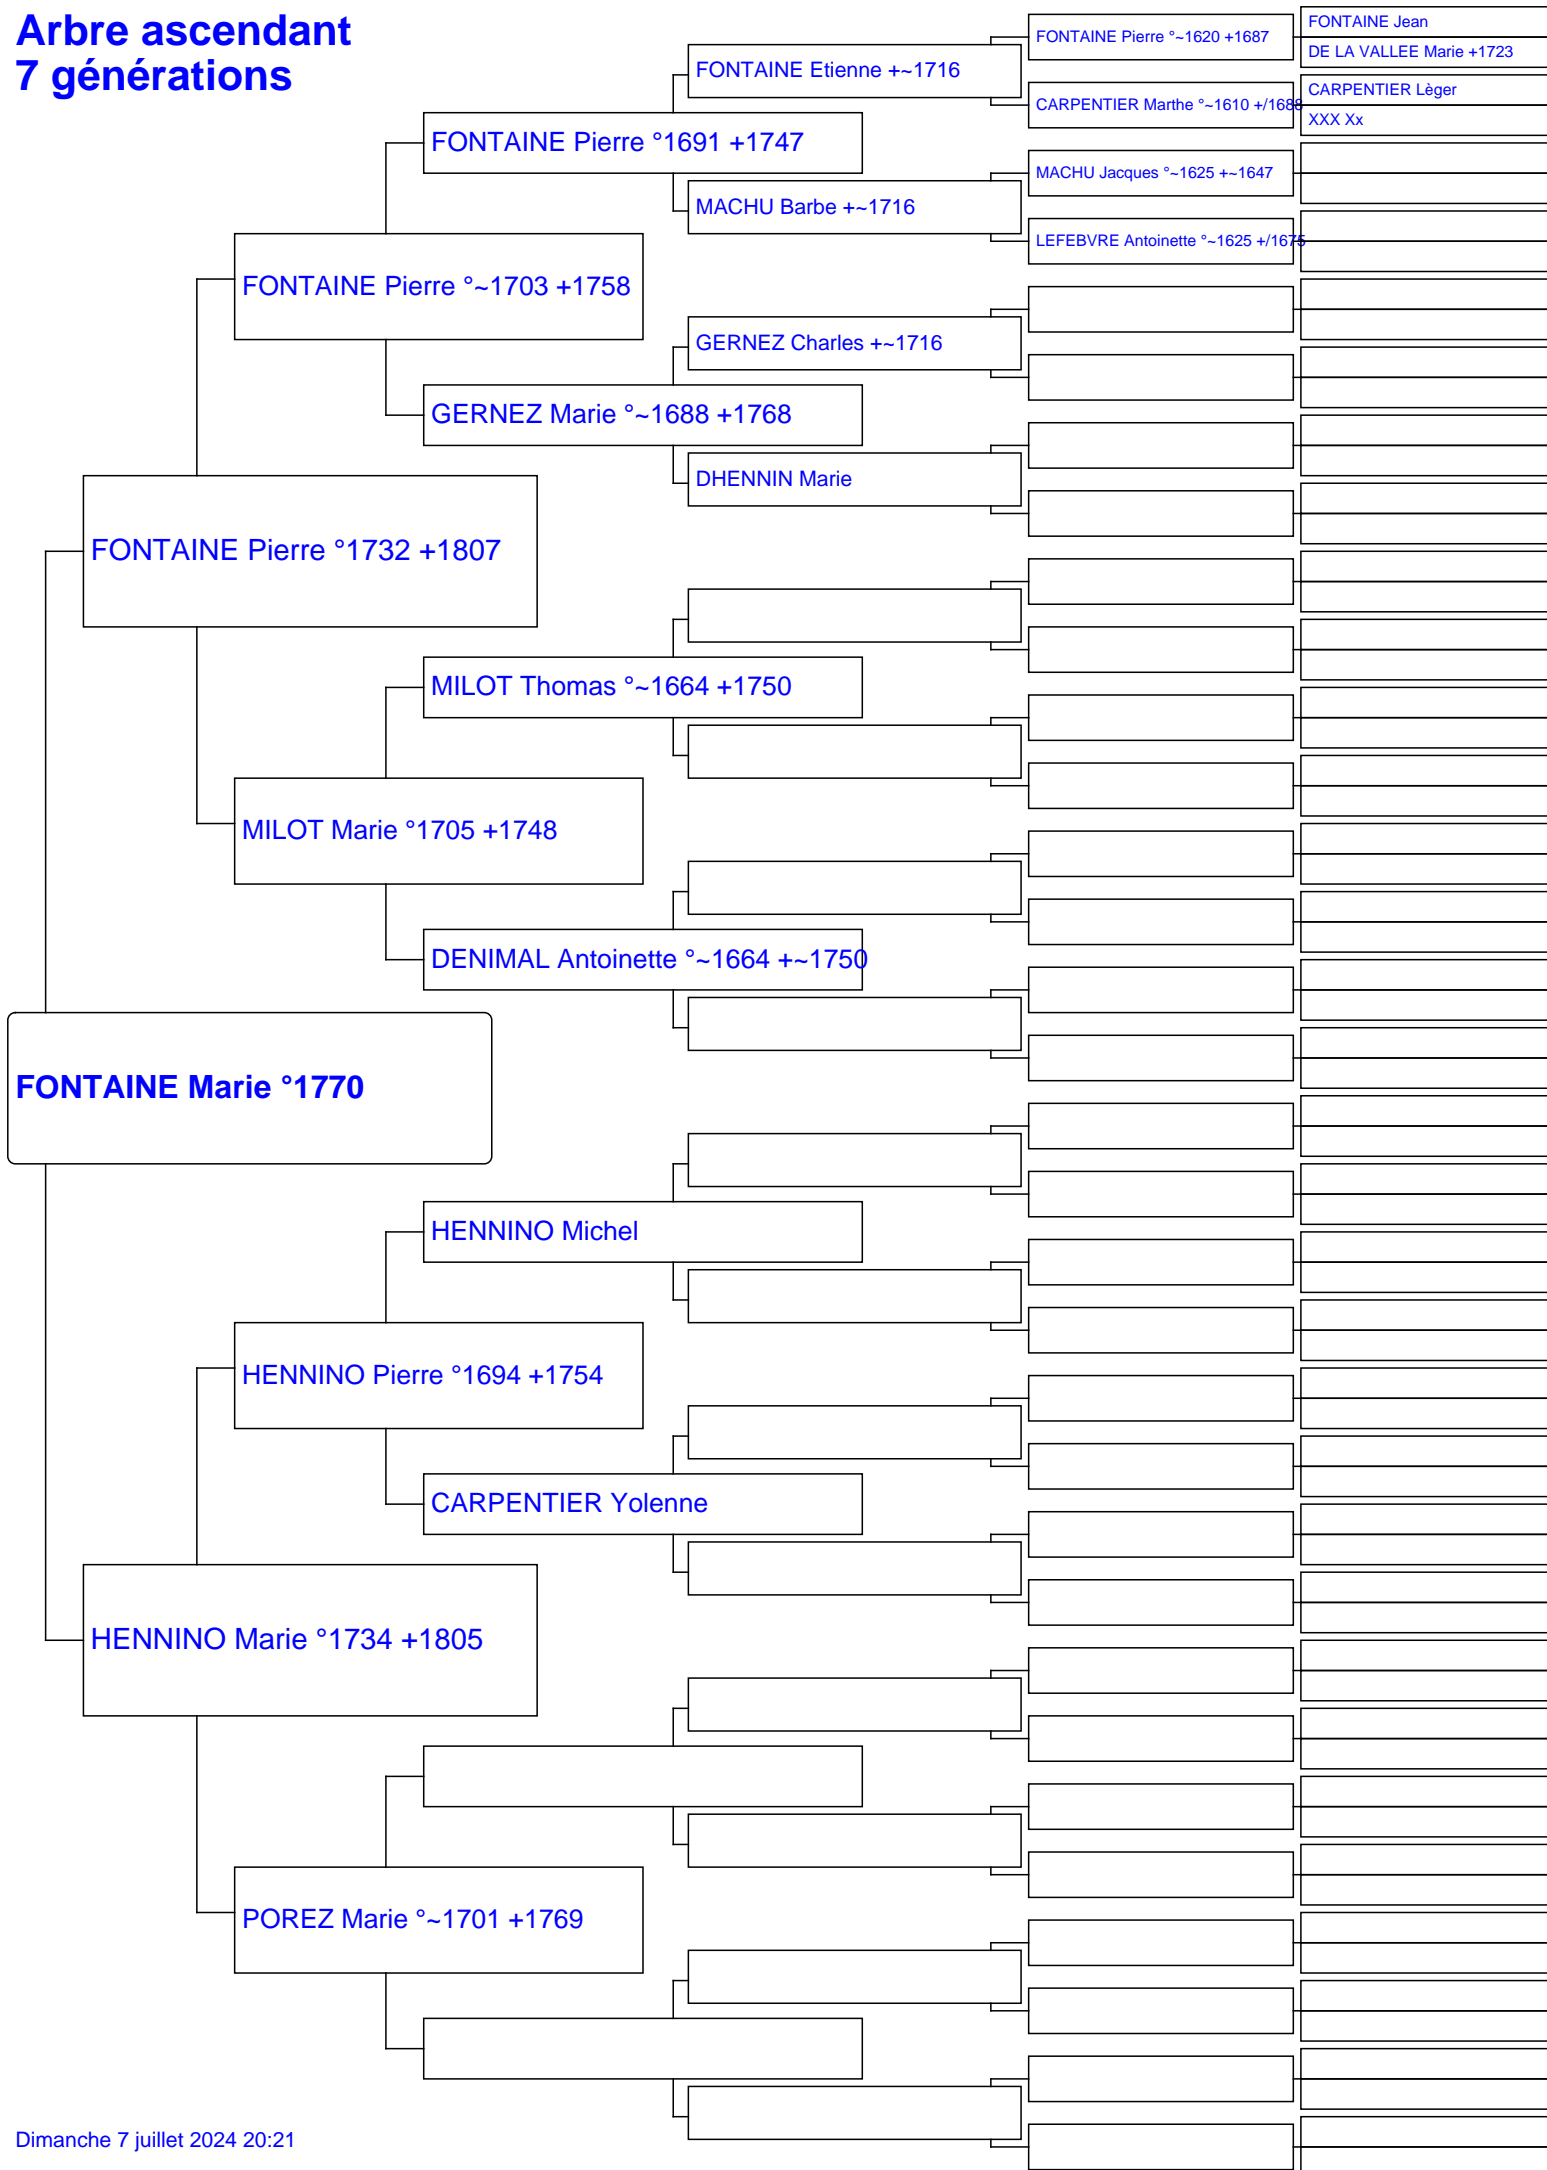 Arbre ascendant
7 générations
FONTAINE Jean
FONTAINE Pierre °~1620 +1687
DE LA VALLEE Marie +1723
FONTAINE Etienne +~1716
CARPENTIER Lèger
CARPENTIER Marthe °~1610 +/1688
XXX Xx
FONTAINE Pierre °1691 +1747
MACHU Jacques °~1625 +~1647
MACHU Barbe +~1716
LEFEBVRE Antoinette °~1625 +/1675
FONTAINE Pierre °~1703 +1758
GERNEZ Charles +~1716
GERNEZ Marie °~1688 +1768
DHENNIN Marie
FONTAINE Pierre °1732 +1807
MILOT Thomas °~1664 +1750
MILOT Marie °1705 +1748
DENIMAL Antoinette °~1664 +~1750
FONTAINE Marie °1770
HENNINO Michel
HENNINO Pierre °1694 +1754
CARPENTIER Yolenne
HENNINO Marie °1734 +1805
POREZ Marie °~1701 +1769
Dimanche 7 juillet 2024 20:21